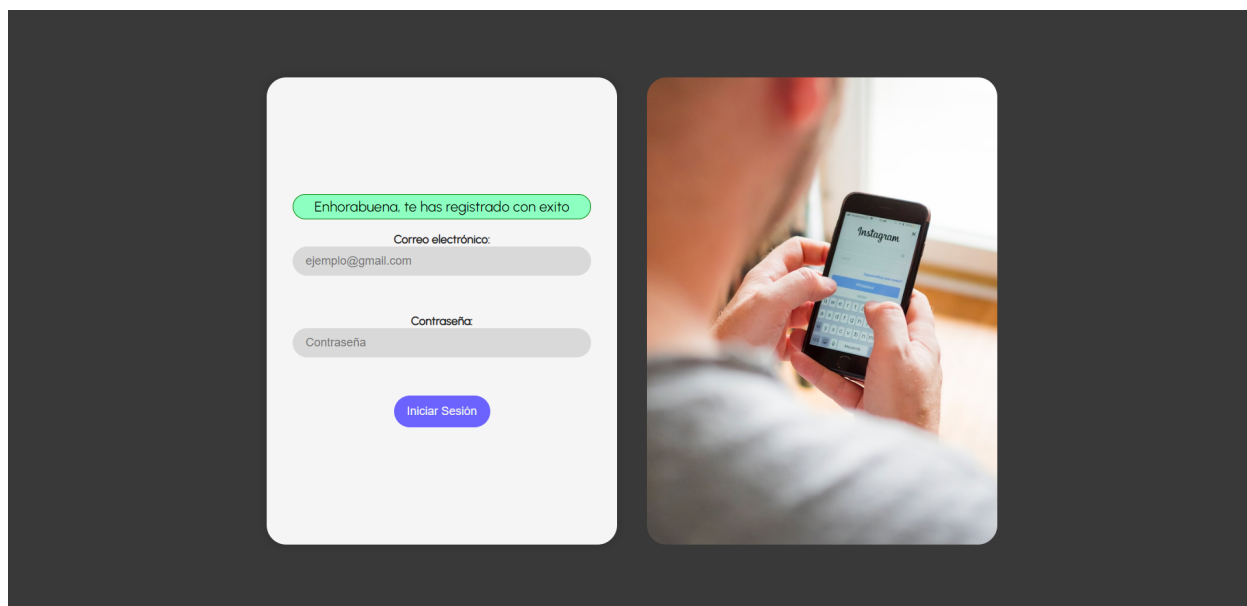 Enhorabuena, te has registrado con exito
Correo electrónico:
ejemplo@gmail.com
Contraseña:
Contraseña
Iniciar Sesión
Instagram